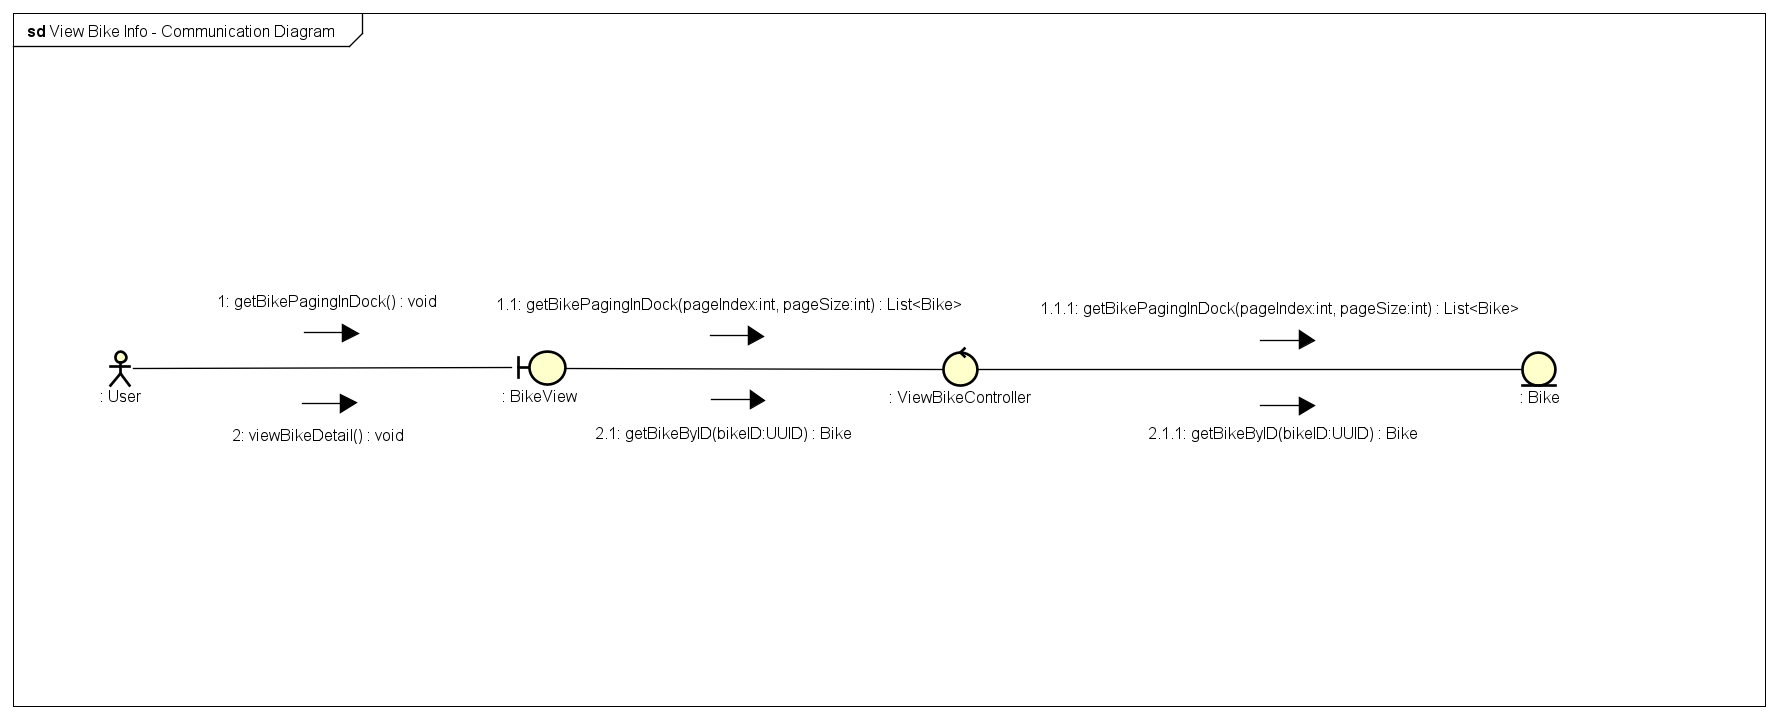 sd View Bike Info - Communication Diagram
1: getBikePagingInDock() : void
1.1: getBikePagingInDock(pageIndex:int, pageSize:int) : List<Bike>
1.1.1: getBikePagingInDock(pageIndex:int, pageSize:int) : List<Bike>
: User
: BikeView
: ViewBikeController
: Bike
2: viewBikeDetail() : void
2.1: getBikeByID(bikeID:UUID) : Bike
2.1.1: getBikeByID(bikeID:UUID) : Bike